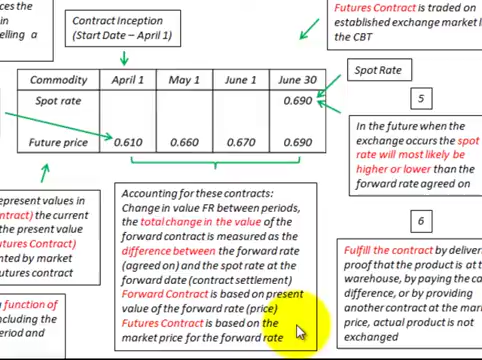 ces the
in
elling a
Contract Inception
(Start Date – April 1)
Futures Contract is traded on
established exchange market li
the CBT
Commodity April 1 May 1 June 1 June 30
Spot rate 0.690
Future price 0.610 0.660 0.670 0.690
Spot Rate
5
In the future when the
exchange occurs the spot
rate will most likely be
higher or lower than the
forward rate agreed on
6
Fulfill the contract by deliver
proof that the product is at t
warehouse, by paying the ca
difference, or by providing
another contract at the mar
price, actual product is not
exchanged
epresent values in
ntract) the current
the present value
utures Contract)
nted by market
utures contract
function of
ncluding the
eriod and
Accounting for these contracts:
Change in value FR between periods,
the total change in the value of the
forward contract is measured as the
difference between the forward rate
(agreed on) and the spot rate at the
forward date (contract settlement)
Forward Contract is based on present
value of the forward rate (price)
Futures Contract is based on the
market price for the forward rate